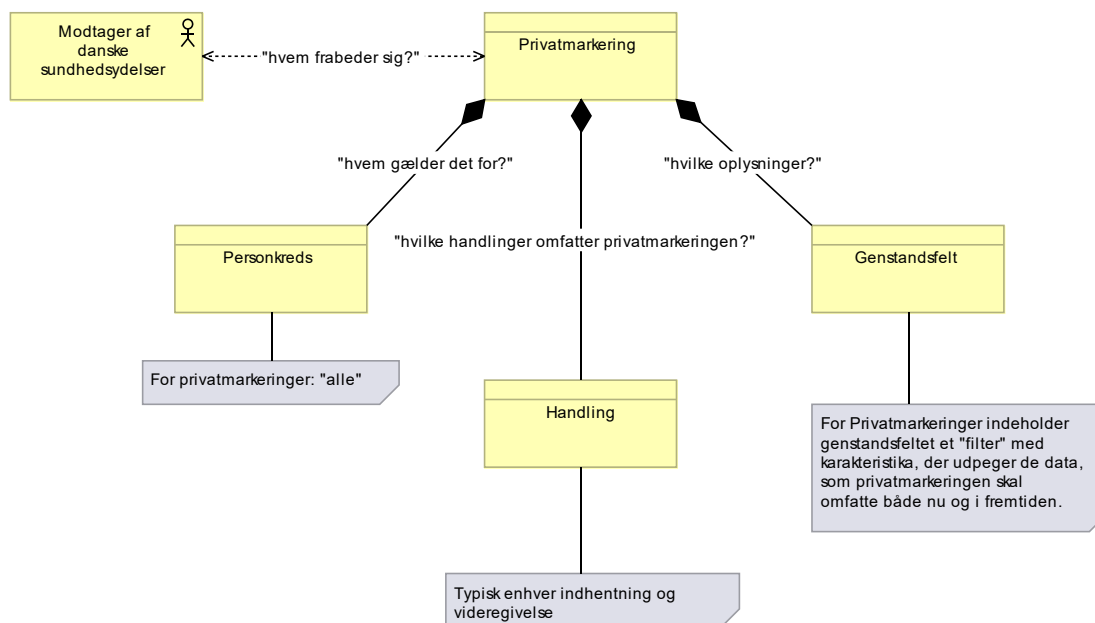 Modtager af
danske
sundhedsydelser
"hvem frabeder sig?"
Privatmarkering
"hvem gælder det for?"
"hvilke oplysninger?"
"hvilke handlinger omfatter privatmarkeringen?"
Personkreds
Genstandsfelt
For privatmarkeringer: "alle"
Handling
For Privatmarkeringer indeholder
genstandsfeltet et "filter" med
karakteristika, der udpeger de data,
som privatmarkeringen skal
omfatte både nu og i fremtiden.
Typisk enhver indhentning og
videregivelse